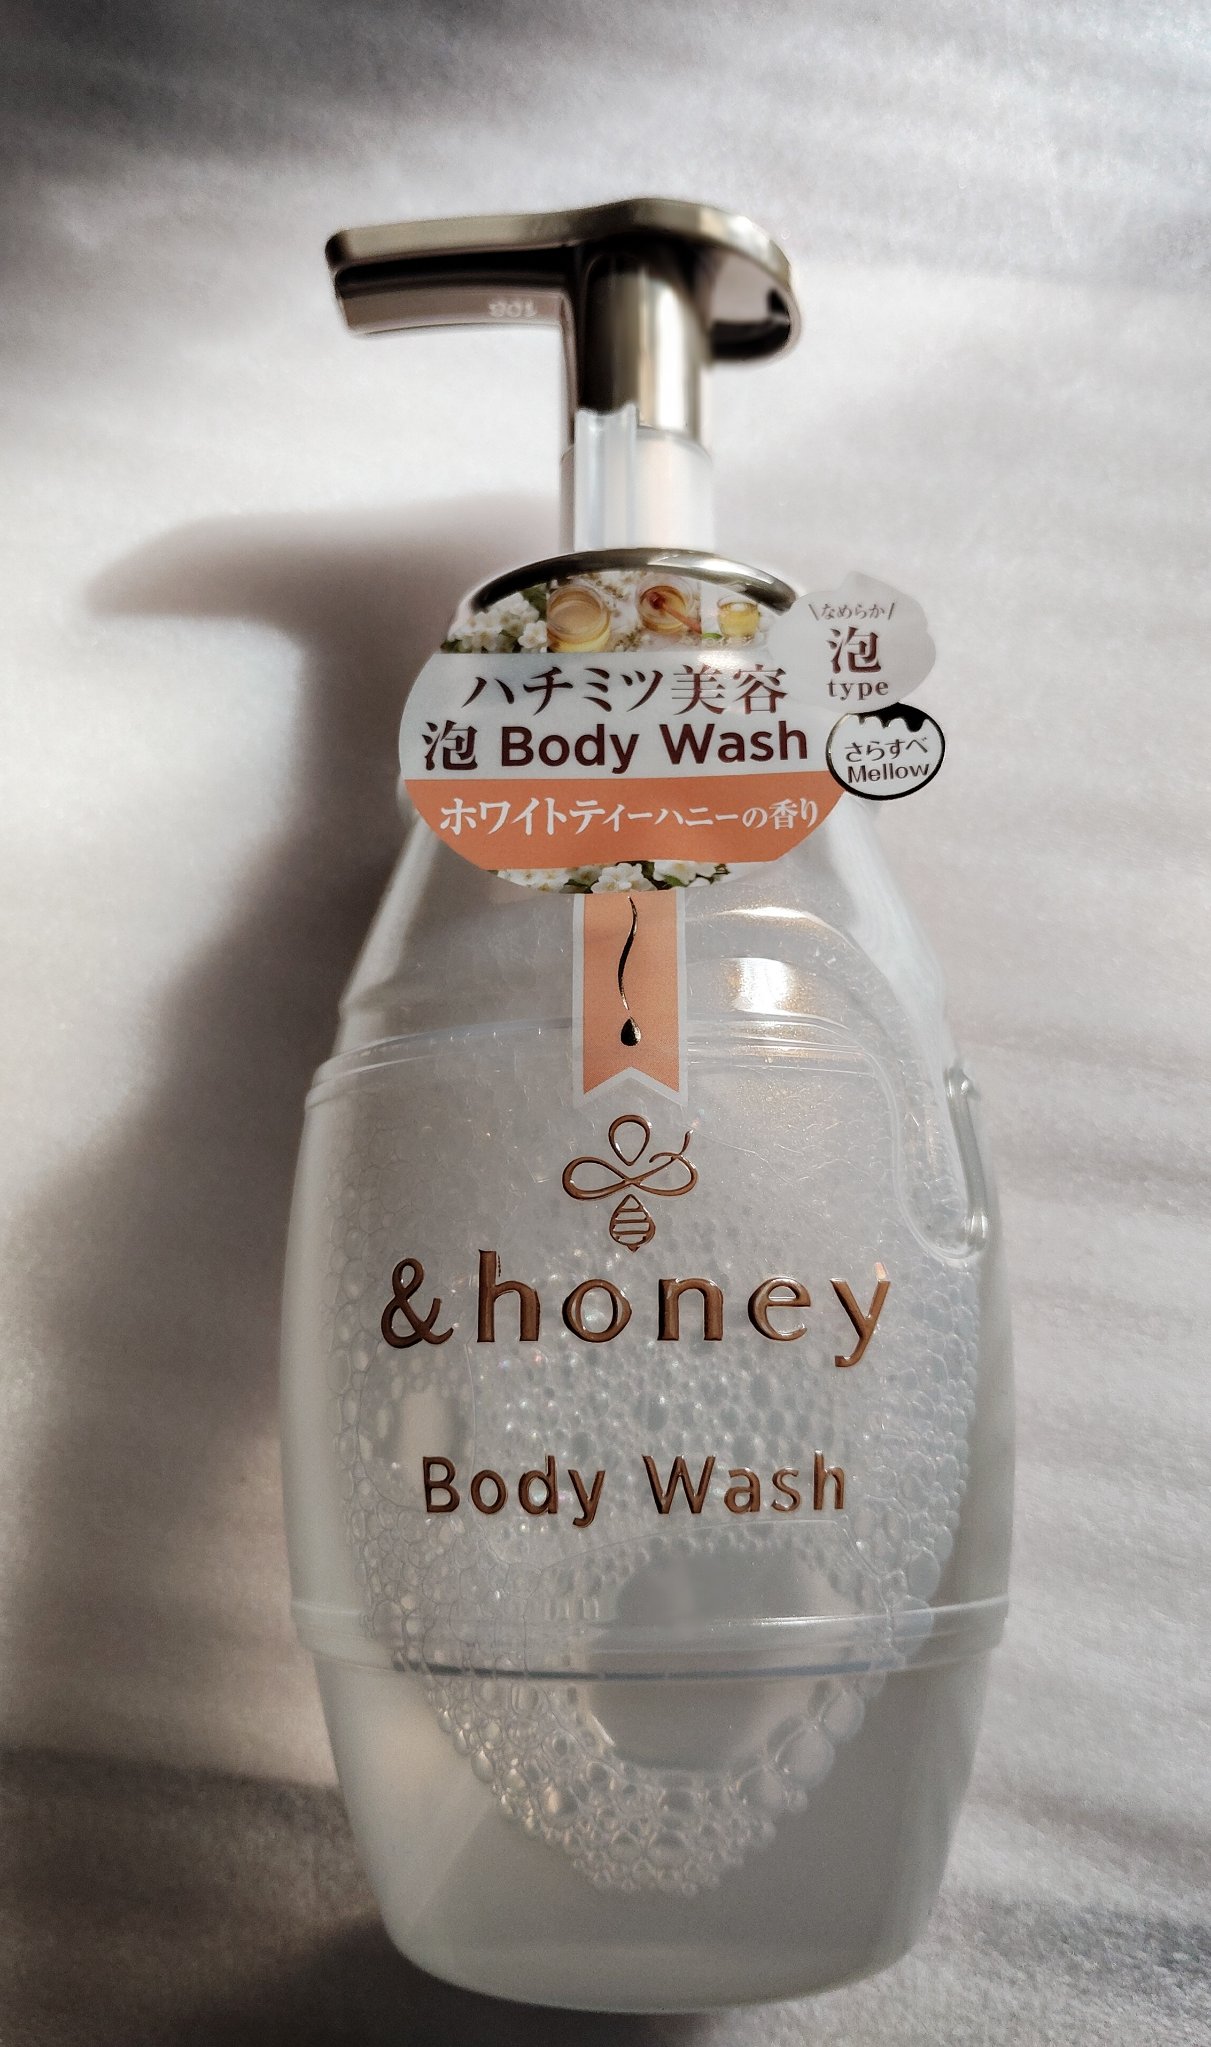 ハチミツ美容
泡 Body Wash
ホワイトティーハニーの香り
\なめらか/
泡
type
さらすべ
Mellow
&honey
Body Wash